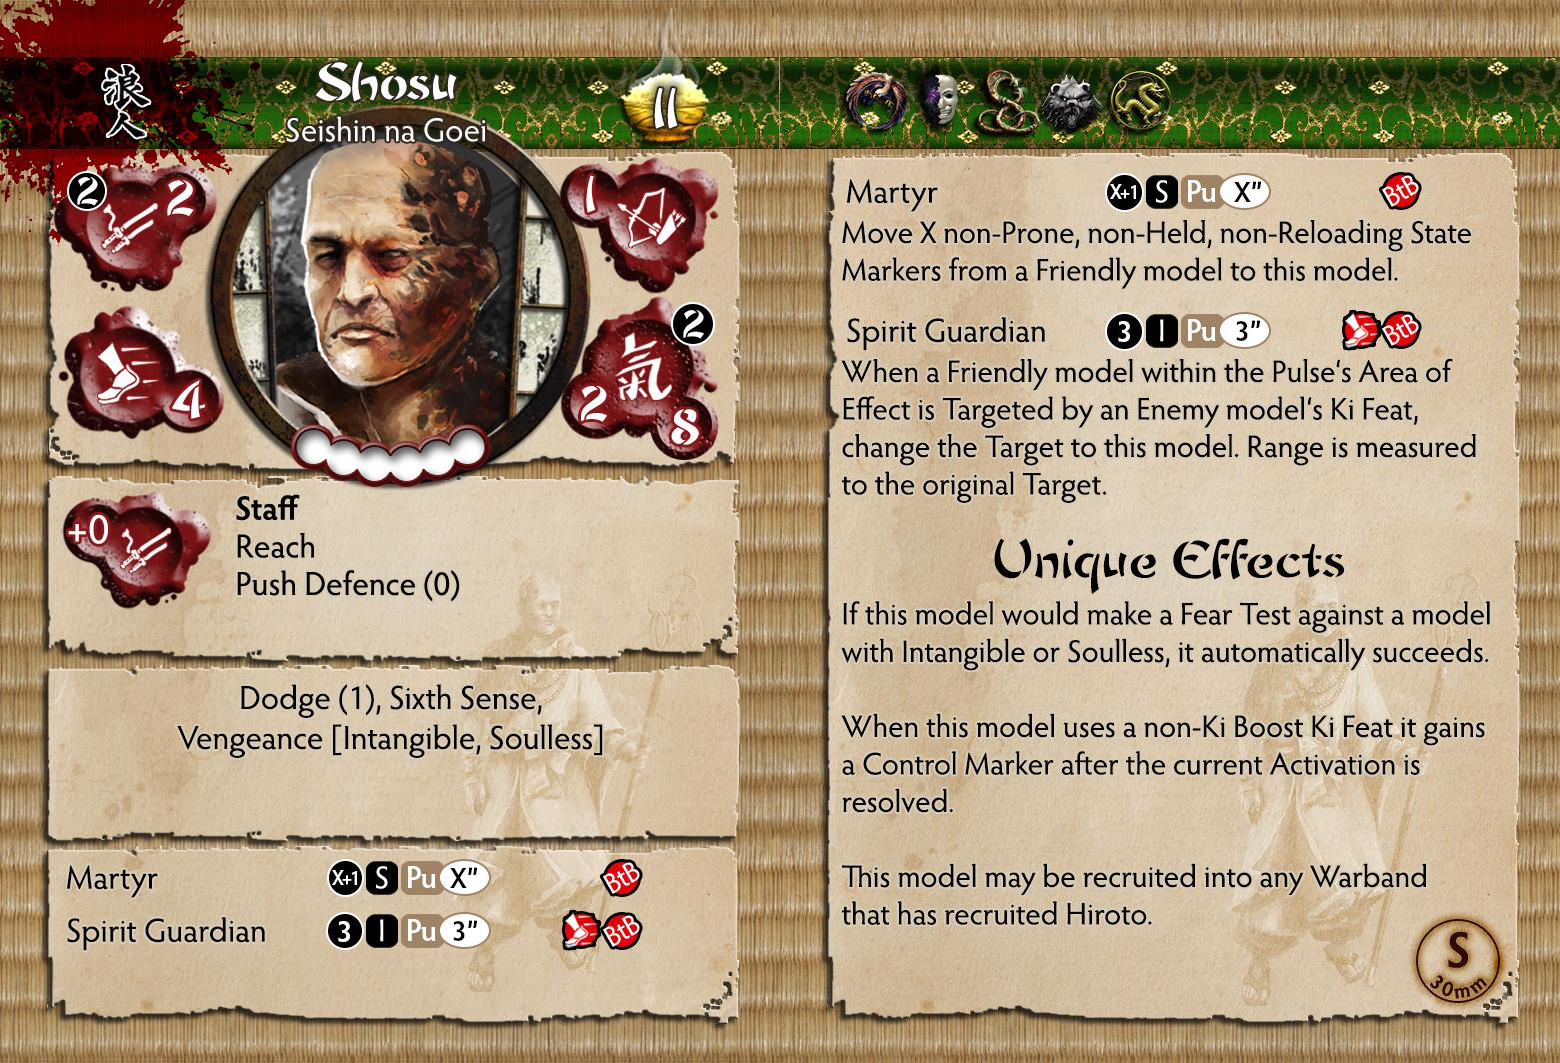 浪人
Shosu
Seishin na Goei
11
2 2
1
4
氣
2
2 8
+0
Staff
Reach
Push Defence (0)
Dodge (1), Sixth Sense,
Vengeance [Intangible, Soulless]
Martyr X+1 S Pu X" BtB
Spirit Guardian 3 I Pu 3" BtB
Martyr X+1 S Pu X" BtB
Move X non-Prone, non-Held, non-Reloading State
Markers from a Friendly model to this model.
Spirit Guardian 3 I Pu 3" BtB
When a Friendly model within the Pulse's Area of
Effect is Targeted by an Enemy model's Ki Feat,
change the Target to this model. Range is measured
to the original Target.
Unique Effects
If this model would make a Fear Test against a model
with Intangible or Soulless, it automatically succeeds.
When this model uses a non-Ki Boost Ki Feat it gains
a Control Marker after the current Activation is
resolved.
This model may be recruited into any Warband
that has recruited Hiroto.
S
30mm